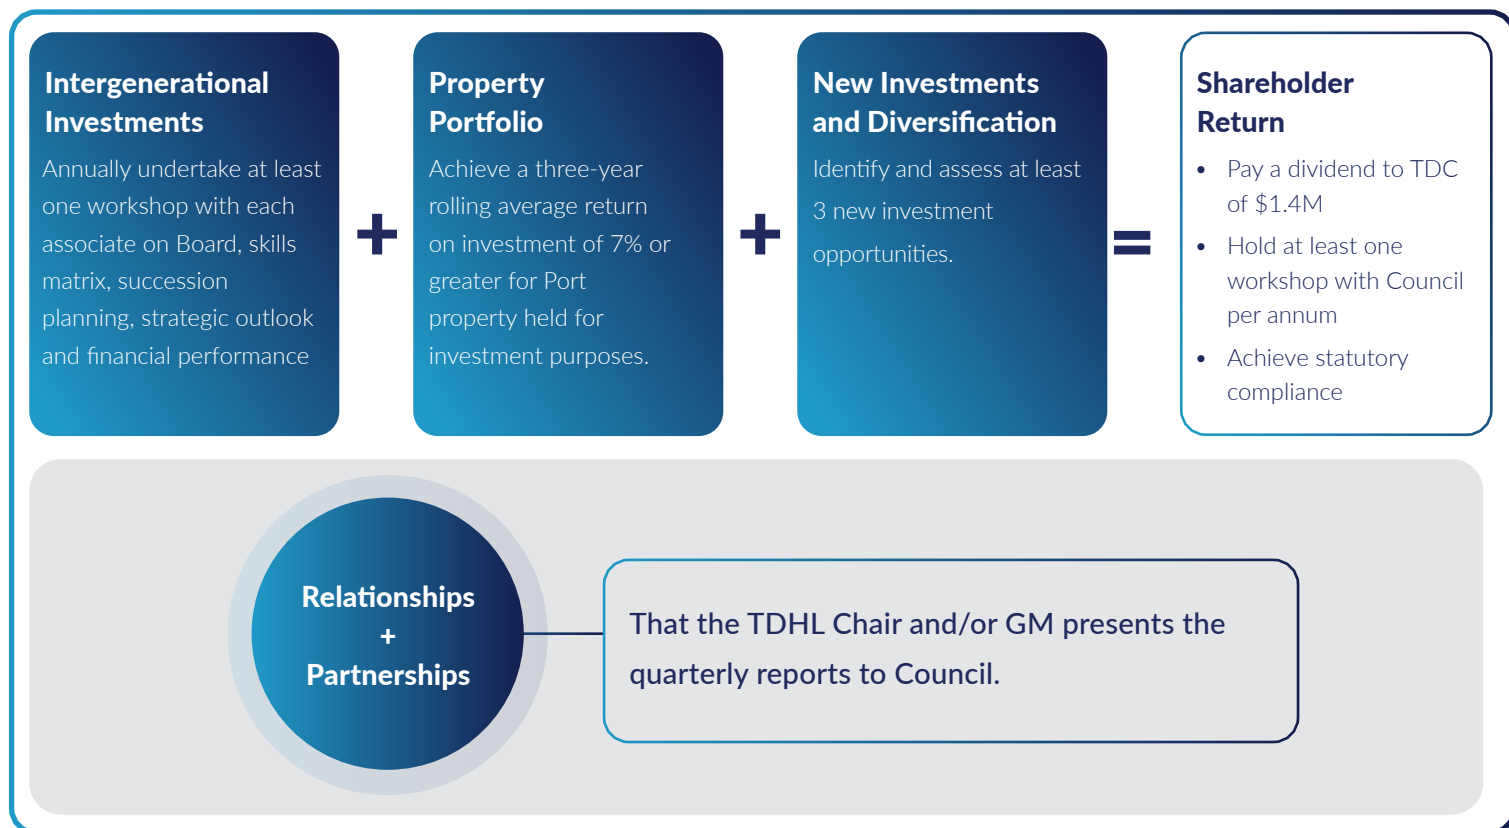 Intergenerational
Investments
Annually undertake at least
one workshop with each
associate on Board, skills
matrix, succession
planning, strategic outlook
and financial performance
+
Property
Portfolio
Achieve a three-year
rolling average return
on investment of 7% or
greater for Port
property held for
investment purposes.
+
New Investments
and Diversification
Identify and assess at least
3 new investment
opportunities.
=
Shareholder
Return
• Pay a dividend to TDC
of $1.4M
• Hold at least one
workshop with Council
per annum
• Achieve statutory
compliance
Relationships
+
Partnerships
That the TDHL Chair and/or GM presents the
quarterly reports to Council.